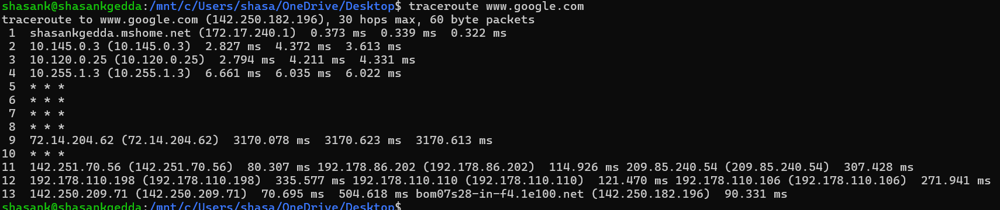 shasank@shasankgedda:/mnt/c/Users/shasa/OneDrive/Desktop$ traceroute www.google.com
traceroute to www.google.com (142.250.182.196), 30 hops max, 60 byte packets
 1  shasankgedda.mshome.net (172.17.240.1)  0.373 ms  0.339 ms  0.322 ms
 2  10.145.0.3 (10.145.0.3)  2.827 ms  4.372 ms  3.613 ms
 3  10.120.0.25 (10.120.0.25)  2.794 ms  4.211 ms  4.331 ms
 4  10.255.1.3 (10.255.1.3)  6.661 ms  6.035 ms  6.022 ms
 5  * * *
 6  * * *
 7  * * *
 8  * * *
 9  72.14.204.62 (72.14.204.62)  3170.078 ms  3170.623 ms  3170.613 ms
10  * * *
11  142.251.70.56 (142.251.70.56)  80.307 ms 192.178.86.202 (192.178.86.202)  114.926 ms 209.85.240.54 (209.85.240.54)  307.428 ms
12  192.178.110.198 (192.178.110.198)  335.577 ms 192.178.110.110 (192.178.110.110)  121.470 ms 192.178.110.106 (192.178.110.106)  271.941 ms
13  142.250.209.71 (142.250.209.71)  70.695 ms  504.618 ms bom07s28-in-f4.1e100.net (142.250.182.196)  90.331 ms
shasank@shasankgedda:/mnt/c/Users/shasa/OneDrive/Desktop$